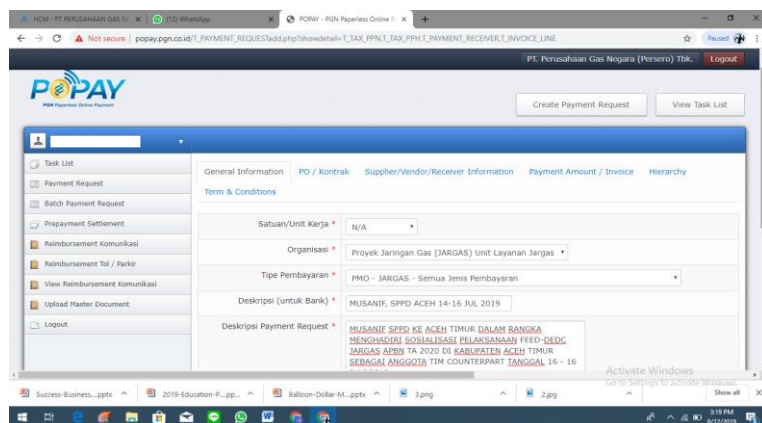 HCM - PT PERUSAHAAN GAS N
(12) WhatsApp
POPAY - PGN Paperless Online P
Not secure | popay.pgn.co.id/T_PAYMENT_REQUESTadd.php?showdetail=T_TAX_PPN,T_TAX_PPH,T_PAYMENT_RECEIVER,T_INVOICE_LINE
Paused
PT. Perusahaan Gas Negara (Persero) Tbk.
Logout
POPAY
PGN Paperless Online Payment
Create Payment Request
View Task List
Task List
Payment Request
Batch Payment Request
Prepayment Settlement
Reimbursement Komunikasi
Reimbursement Tol / Parkir
View Reimbursement Komunikasi
Upload Master Document
Logout
General Information PO / Kontrak Supplier/Vendor/Receiver Information Payment Amount / Invoice Hierarchy
Term & Conditions
Satuan/Unit Kerja * N/A
Organisasi * Proyek Jaringan Gas (JARGAS) Unit Layanan Jargas
Tipe Pembayaran * PMO - JARGAS - Semua Jenis Pembayaran
Deskripsi (untuk Bank) * MUSANIF, SPPD ACEH 14-16 JUL 2019
Deskripsi Payment Request * MUSANIF SPPD KE ACEH TIMUR DALAM RANGKA
MENGHADIRI SOSIALISASI PELAKSANAAN FEED-DEDC
JARGAS APBN TA 2020 DI KABUPATEN ACEH TIMUR
SEBAGAI ANGGOTA TIM COUNTERPART TANGGAL 16 - 16
Activate Windows
Go to Settings to activate Windows.
Success-Business....pptx
2019-Education-P....pp...
Balloon-Dollar-M....pptx
3.png
2.jpg
Show all
3:19 PM
8/12/2019